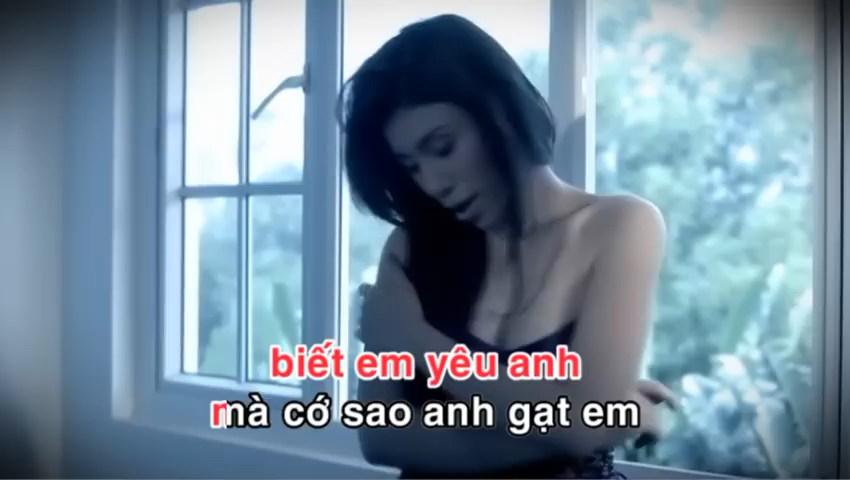 biết em yêu anh
mà cớ sao anh gạt em